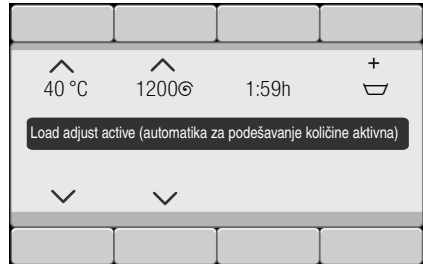 +
40 °C 1200 1:59h
Load adjust active (automatika za podešavanje količine aktivna)